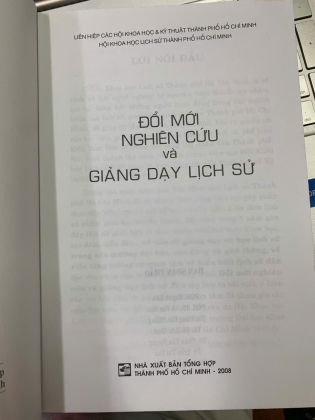 LIÊN HIỆP CÁC HỘI KHOA HỌC & KỸ THUẬT THÀNH PHỐ HỒ CHÍ MINH
HỘI KHOA HỌC LỊCH SỬ THÀNH PHỐ HỒ CHÍ MINH
ĐỔI MỚI
NGHIÊN CỨU
và
GIẢNG DẠY LỊCH SỬ
NHÀ XUẤT BẢN TỔNG HỢP
THÀNH PHỐ HỒ CHÍ MINH - 2008